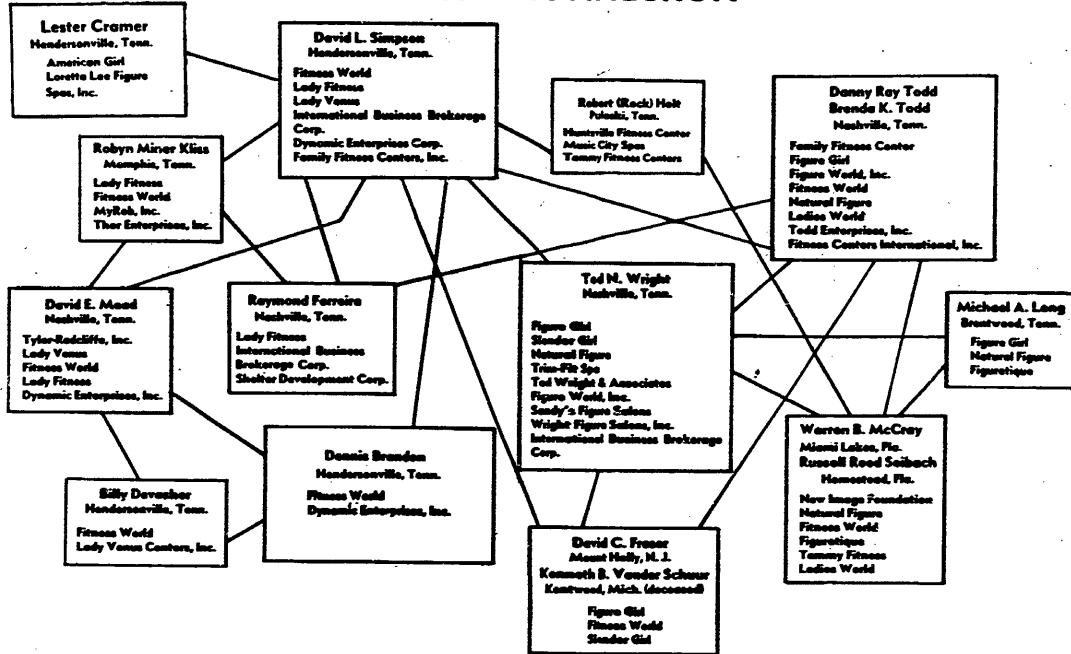 Lester Cramer
Hendersonville, Tenn.
American Girl
Loretta Lee Figure
Spas, Inc.
David L. Simpson
Hendersonville, Tenn.
Fitness World
Lady Fitness
Lady Venus
International Business Brokerage
Corp.
Dynamic Enterprises Corp.
Family Fitness Centers, Inc.
Robert (Rock) Holt
Pulaski, Tenn.
Huntsville Fitness Center
Music City Spas
Tammy Fitness Centers
Danny Ray Todd
Brenda K. Todd
Nashville, Tenn.
Family Fitness Center
Figure Girl
Figure World, Inc.
Fitness World
Natural Figure
Ladies World
Todd Enterprises, Inc.
Fitness Centers International, Inc.
Robyn Miner Kliss
Memphis, Tenn.
Lady Fitness
Fitness World
MyRob, Inc.
Thor Enterprises, Inc.
David E. Mead
Nashville, Tenn.
Tyler-Radcliffe, Inc.
Lady Venus
Fitness World
Lady Fitness
Dynamic Enterprises, Inc.
Raymond Ferreira
Nashville, Tenn.
Lady Fitness
International Business
Brokerage Corp.
Shelter Development Corp.
Ted N. Wright
Nashville, Tenn.
Figure Girl
Slender Girl
Natural Figure
Trim-Fit Spa
Ted Wright & Associates
Figure World, Inc.
Sandy's Figure Salons
Wright Figure Salons, Inc.
International Business Brokerage
Corp.
Michael A. Long
Brentwood, Tenn.
Figure Girl
Natural Figure
Figuretique
Warren B. McCray
Miami Lakes, Fla.
Russell Reed Seibach
Homestead, Fla.
New Image Foundation
Natural Figure
Fitness World
Figuretique
Tammy Fitness
Ladies World
Dennis Brandon
Hendersonville, Tenn.
Fitness World
Dynamic Enterprises, Inc.
Billy Devasher
Hendersonville, Tenn.
Fitness World
Lady Venus Centers, Inc.
David C. Fraser
Mount Holly, N. J.
Kenneth B. Vander Schuur
Kentwood, Mich. (deceased)
Figure Girl
Fitness World
Slender Girl